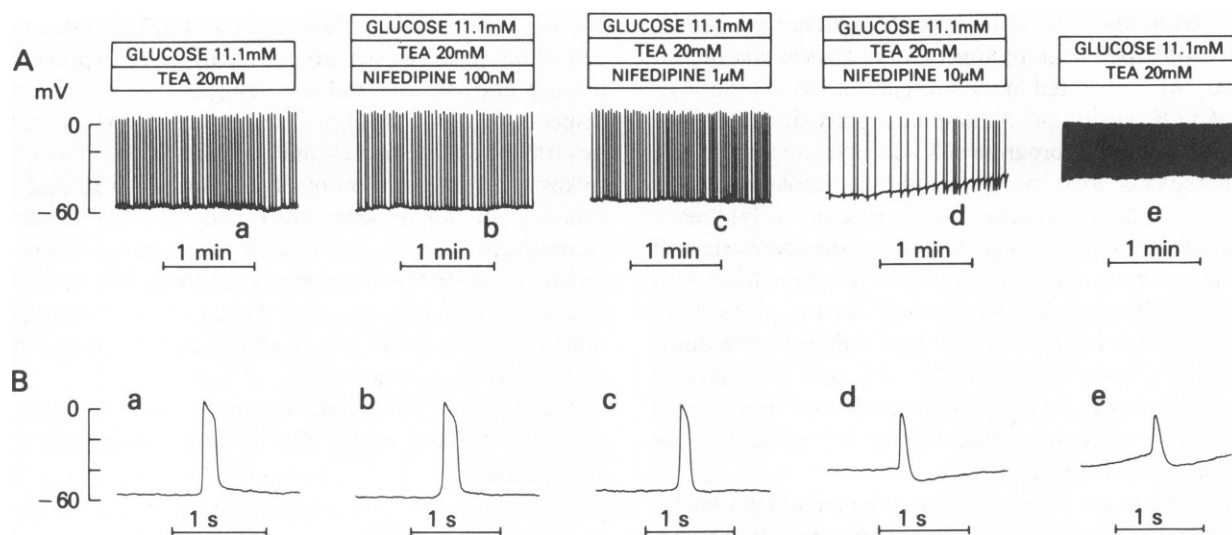 A
GLUCOSE 11.1mM
TEA 20mM
GLUCOSE 11.1mM
TEA 20mM
NIFEDIPINE 100nM
GLUCOSE 11.1mM
TEA 20mM
NIFEDIPINE 1μM
GLUCOSE 11.1mM
TEA 20mM
NIFEDIPINE 10μM
GLUCOSE 11.1mM
TEA 20mM
mV
0
−60
a b c d e
1 min 1 min 1 min 1 min 1 min
B
a b c d e
0
−60
1 s 1 s 1 s 1 s 1 s